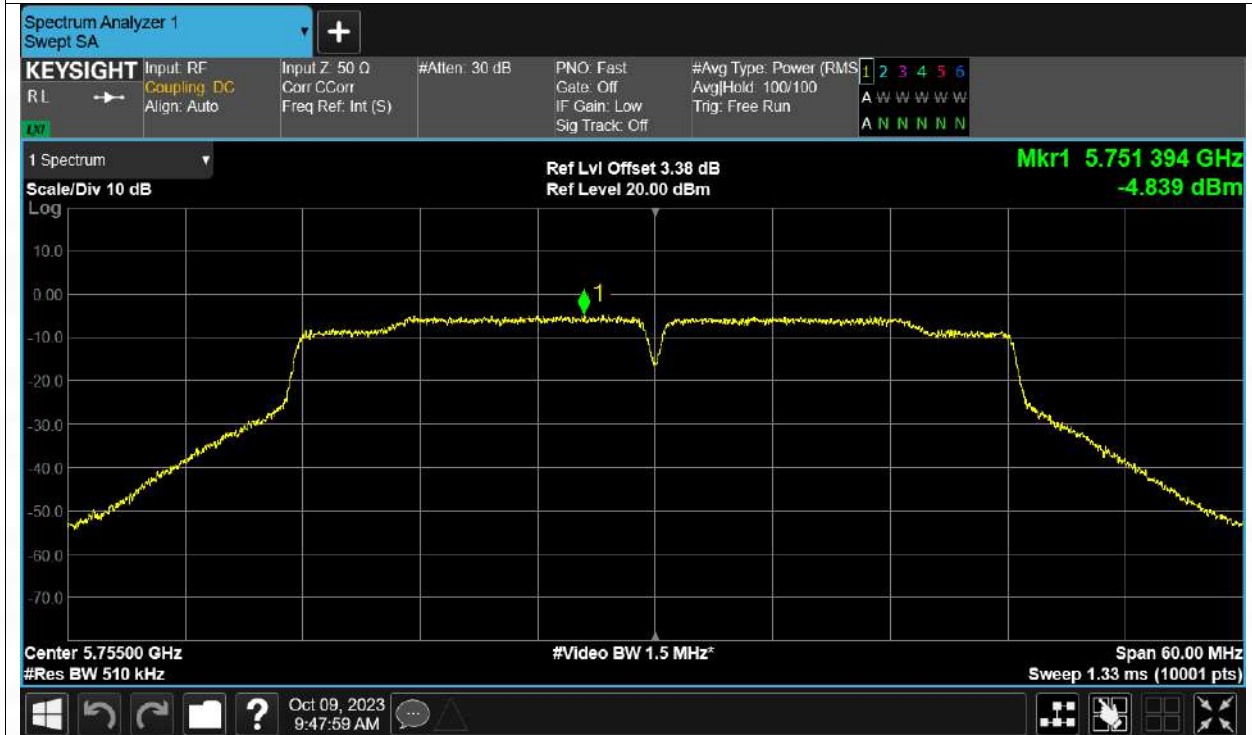 Spectrum Analyzer 1
Swept SA
+
KEYSIGHT
RL
LXI
Input: RF
Coupling: DC
Align: Auto
Input Z: 50 Ω
Corr CCorr
Freq Ref: Int (S)
#Atten: 30 dB
PNO: Fast
Gate: Off
IF Gain: Low
Sig Track: Off
#Avg Type: Power (RMS
Avg|Hold: 100/100
Trig: Free Run
1 2 3 4 5 6
A W W W W W
A N N N N N
1 Spectrum
Scale/Div 10 dB
Log
Ref Lvl Offset 3.38 dB
Ref Level 20.00 dBm
Mkr1 5.751 394 GHz
-4.839 dBm
10.0
0.00
1
-10.0
-20.0
-30.0
-40.0
-50.0
-60.0
-70.0
Center 5.75500 GHz
#Res BW 510 kHz
#Video BW 1.5 MHz*
Span 60.00 MHz
Sweep 1.33 ms (10001 pts)
?
Oct 09, 2023
9:47:59 AM